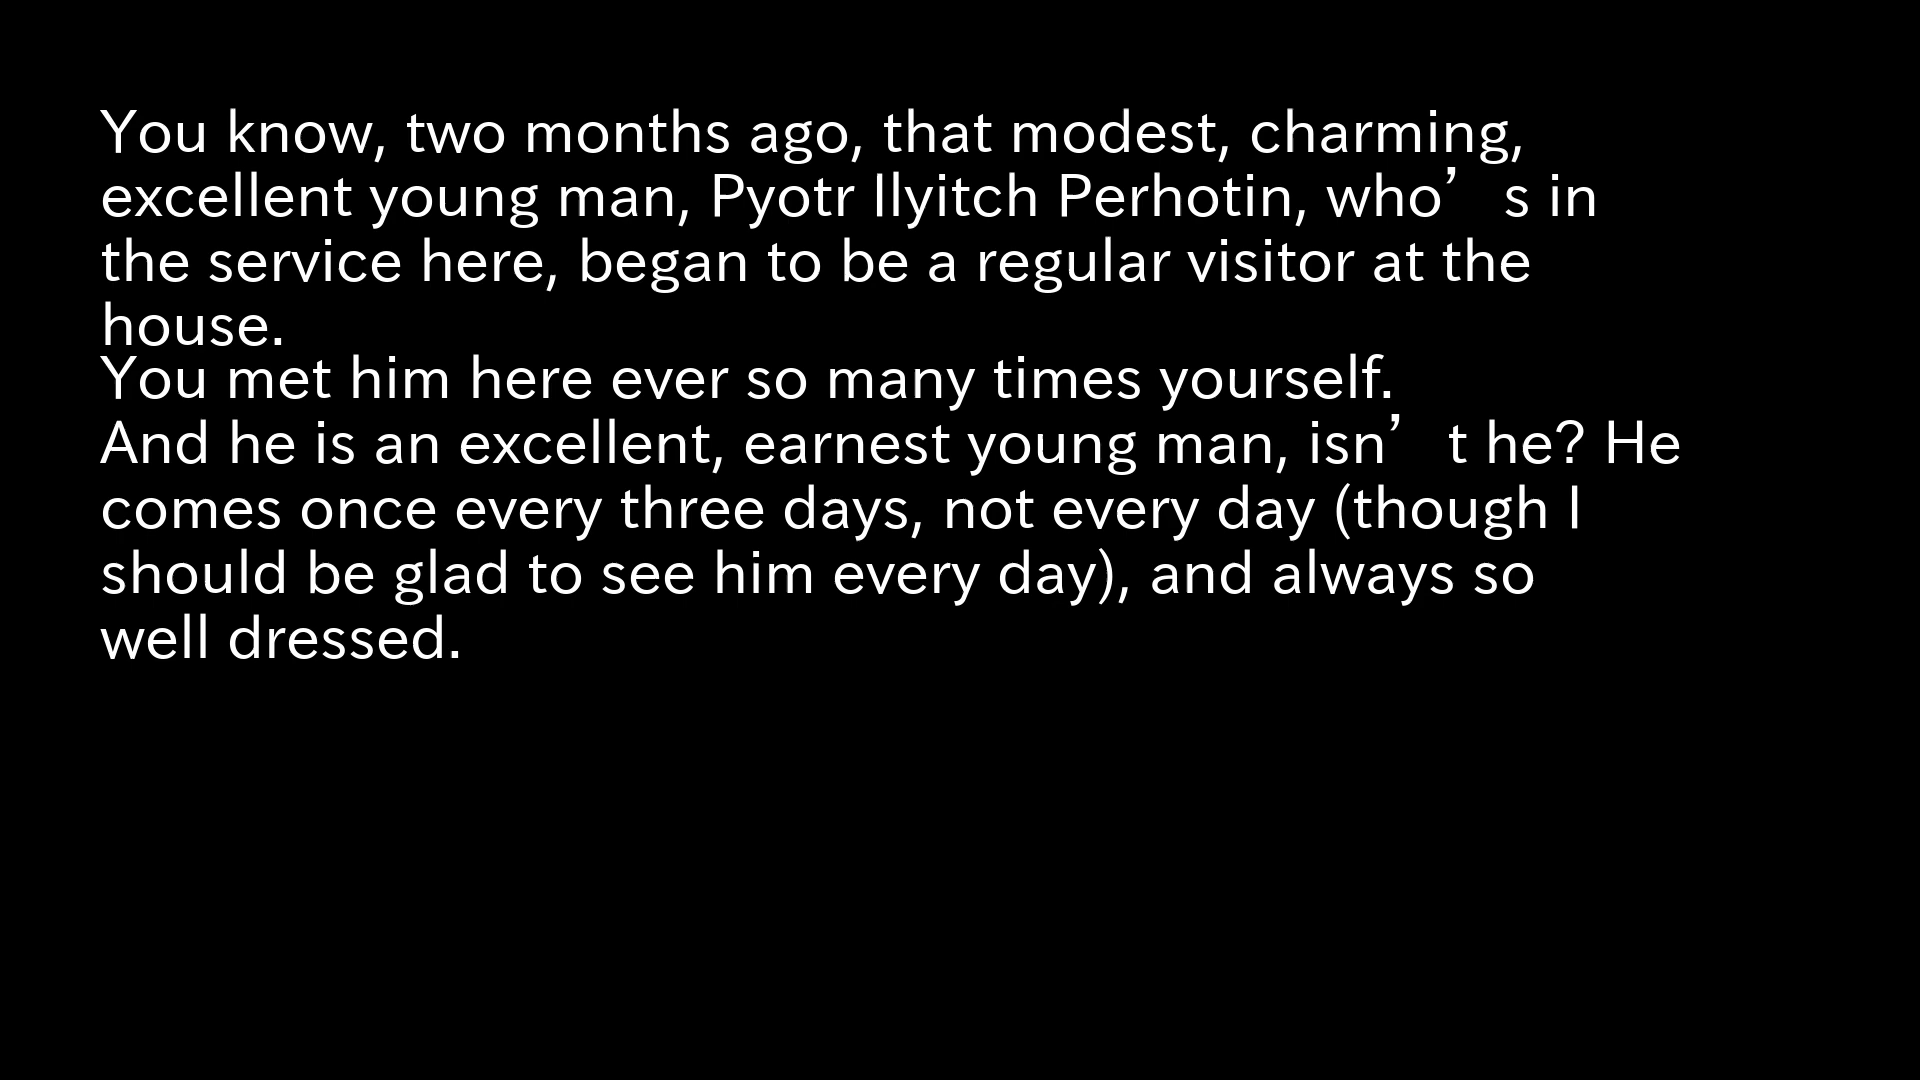 You know, two months ago, that modest, charming,
excellent young man, Pyotr Ilyitch Perhotin, who’s in
the service here, began to be a regular visitor at the
house.
You met him here ever so many times yourself.
And he is an excellent, earnest young man, isn’t he? He
comes once every three days, not every day (though I
should be glad to see him every day), and always so
well dressed.